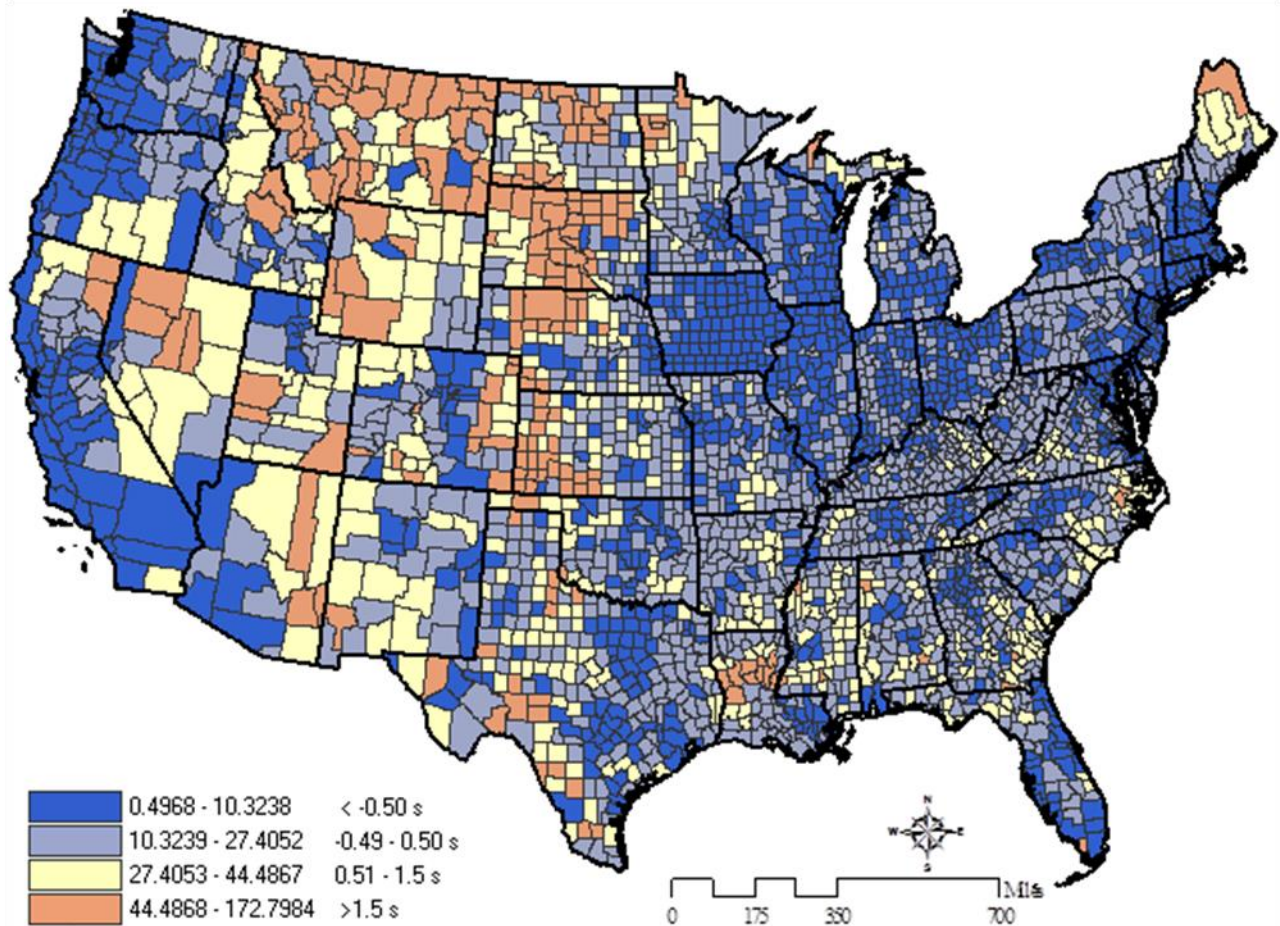 0.4968 - 10.3238 < -0.50 s
10.3239 - 27.4052 -0.49 - 0.50 s
27.4053 - 44.4867 0.51 - 1.5 s
44.4868 - 172.7984 >1.5 s
N
W E
S
Miles
0 175 350 700